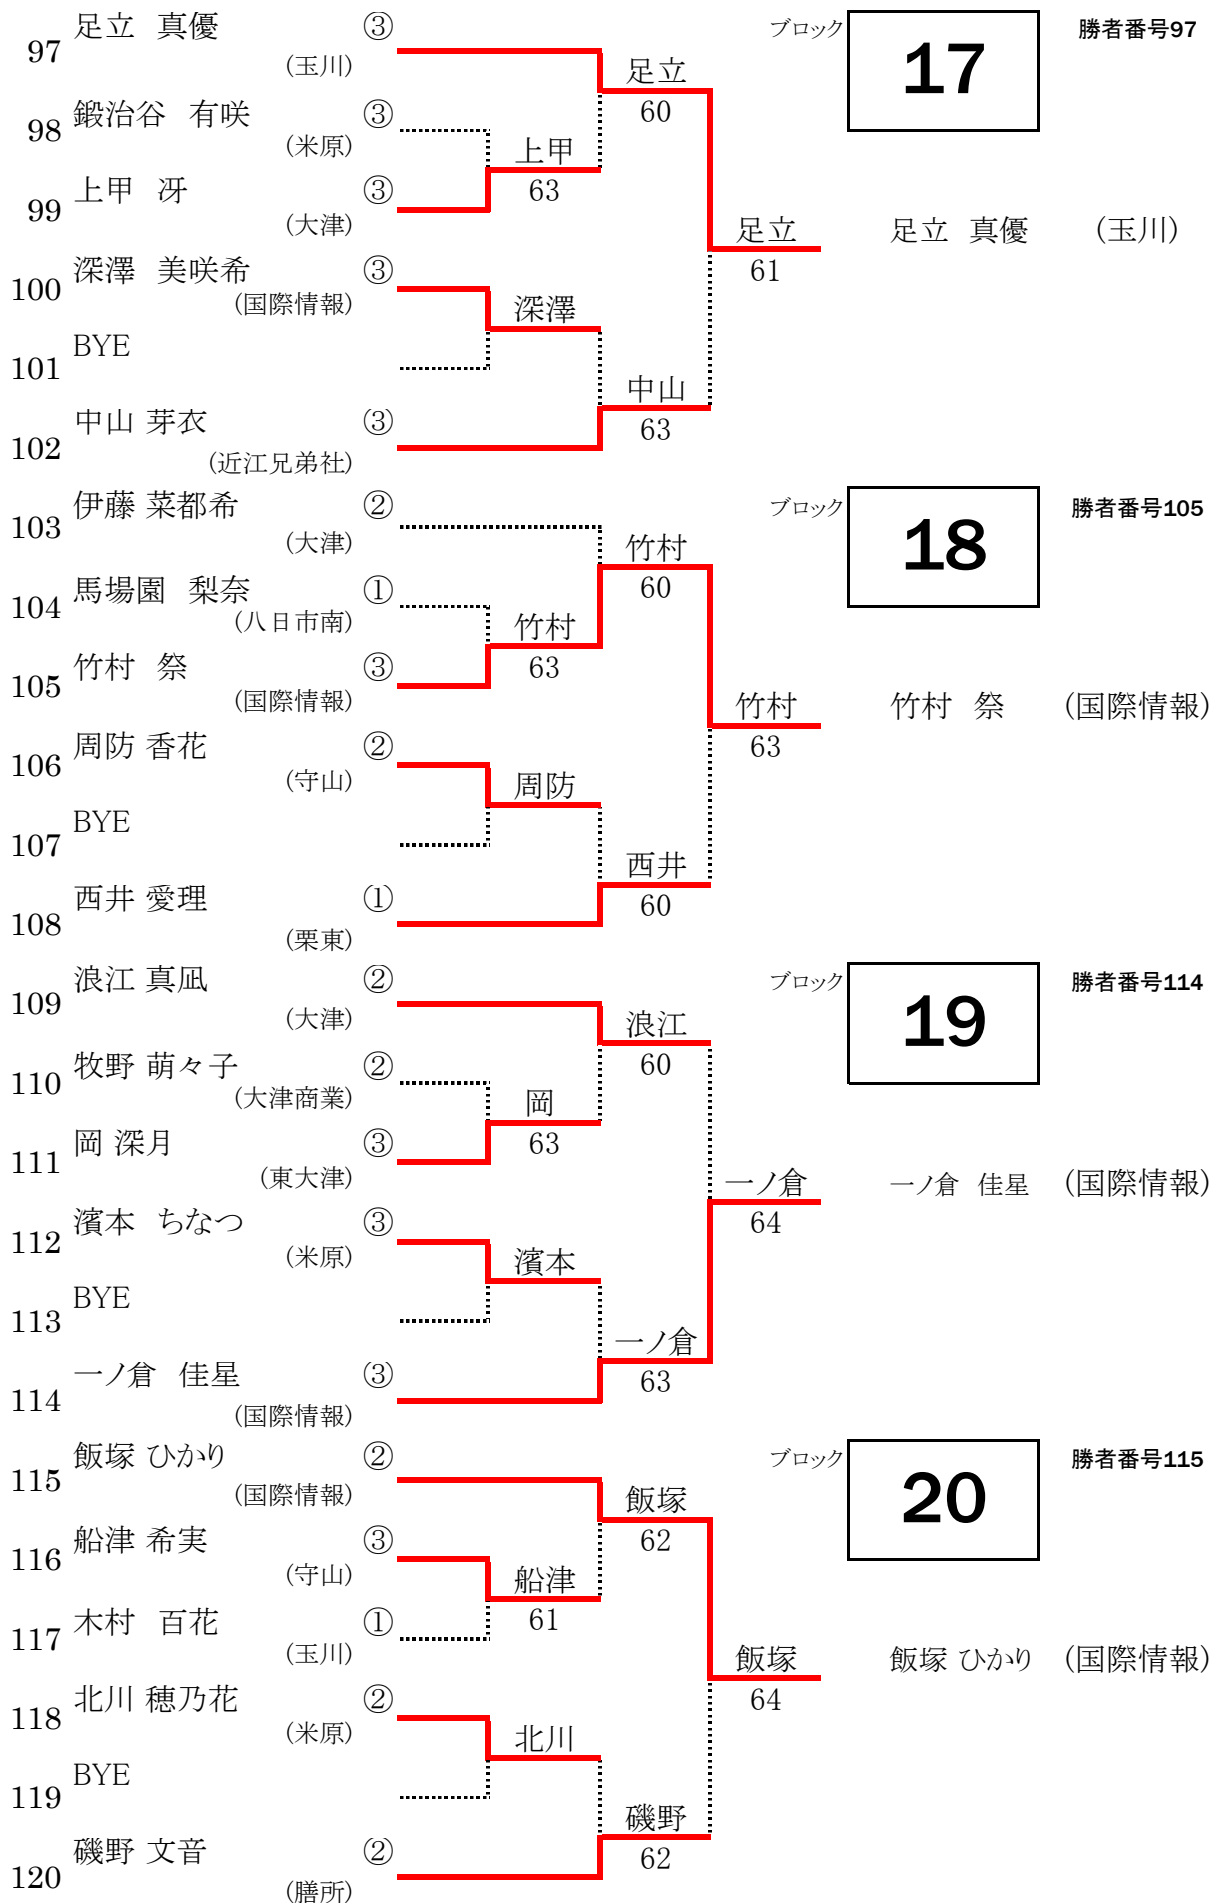 足立 真優 ③ ブロック 17 勝者番号97
97 (玉川) 足立
60
98 鍛治谷 有咲 ③
(米原) 上甲
63
99 上甲 冴 ③
(大津) 足立 足立 真優 (玉川)
61
100 深澤 美咲希 ③
(国際情報) 深澤
101 BYE
中山
63
102 中山 芽衣 ③
(近江兄弟社)
103 伊藤 菜都希 ② ブロック 18 勝者番号105
(大津) 竹村
60
104 馬場園 梨奈 ①
(八日市南) 竹村
63
105 竹村 祭 ③
(国際情報) 竹村 竹村 祭 (国際情報)
63
106 周防 香花 ②
(守山) 周防
107 BYE
西井
60
108 西井 愛理 ①
(栗東)
109 浪江 真凪 ② ブロック 19 勝者番号114
(大津) 浪江
60
110 牧野 萌々子 ②
(大津商業) 岡
63
111 岡 深月 ③
(東大津) 一ノ倉 一ノ倉 佳星 (国際情報)
64
112 濱本 ちなつ ③
(米原) 濱本
113 BYE
一ノ倉
63
114 一ノ倉 佳星 ③
(国際情報)
115 飯塚 ひかり ② ブロック 20 勝者番号115
(国際情報) 飯塚
62
116 船津 希実 ③
(守山) 船津
61
117 木村 百花 ①
(玉川) 飯塚 飯塚 ひかり (国際情報)
64
118 北川 穂乃花 ②
(米原) 北川
119 BYE
磯野
62
120 磯野 文音 ②
(膳所)